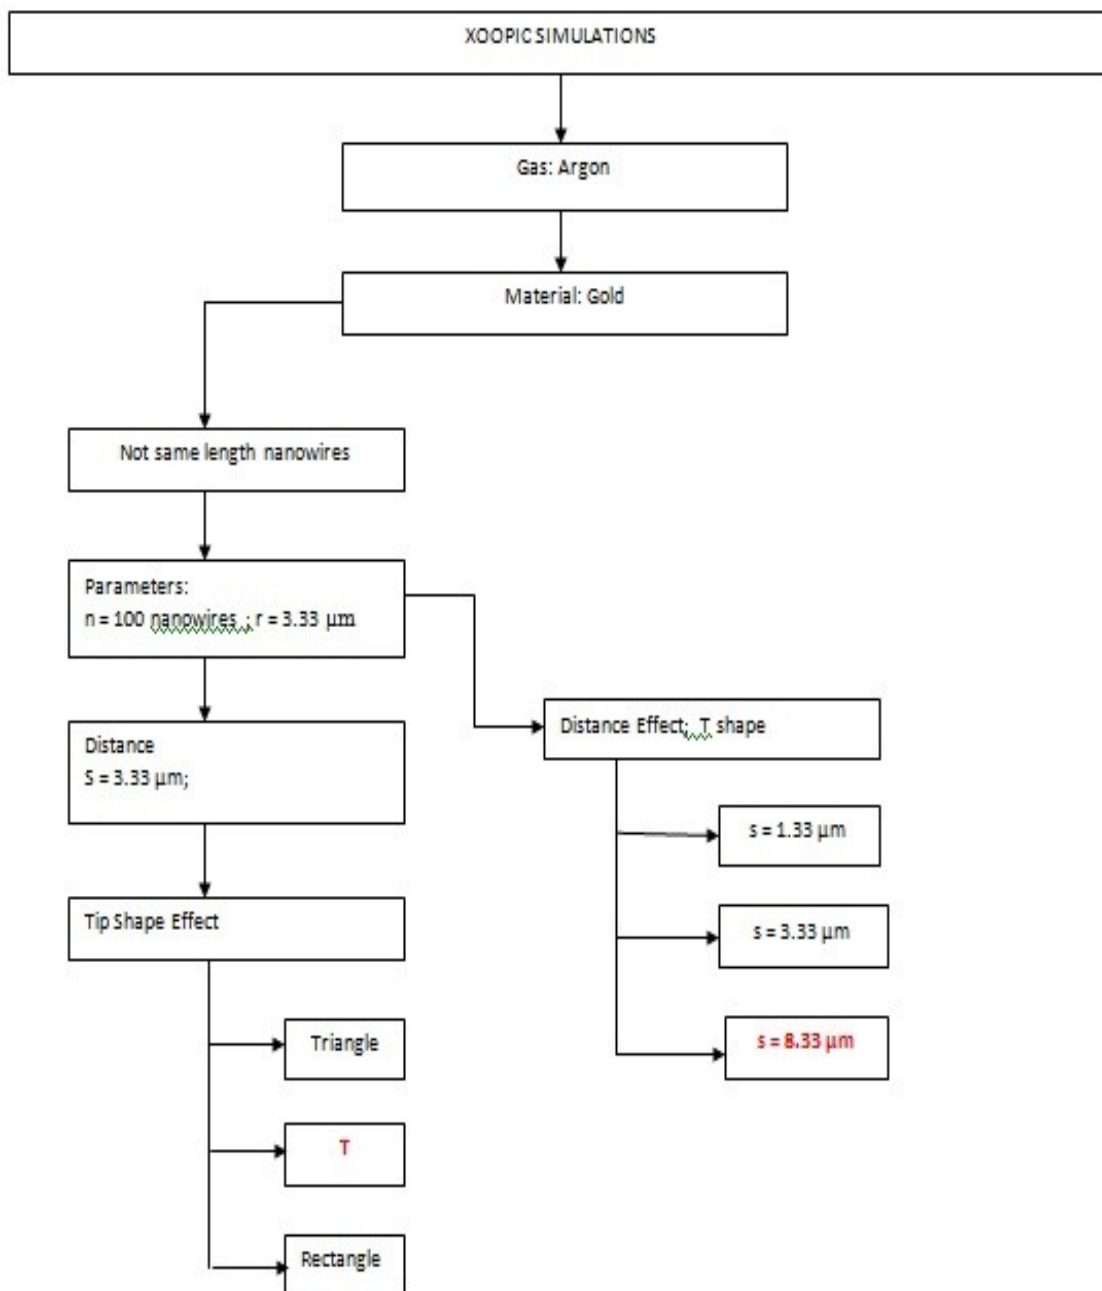 XOOPIC SIMULATIONS
Gas: Argon
Material: Gold
Not same length nanowires
Parameters:
n = 100 nanowires ; r = 3.33 μm
Distance
S = 3.33 μm;
Tip Shape Effect
Triangle
T
Rectangle
Distance Effect; T shape
s = 1.33 μm
s = 3.33 μm
s = 8.33 μm